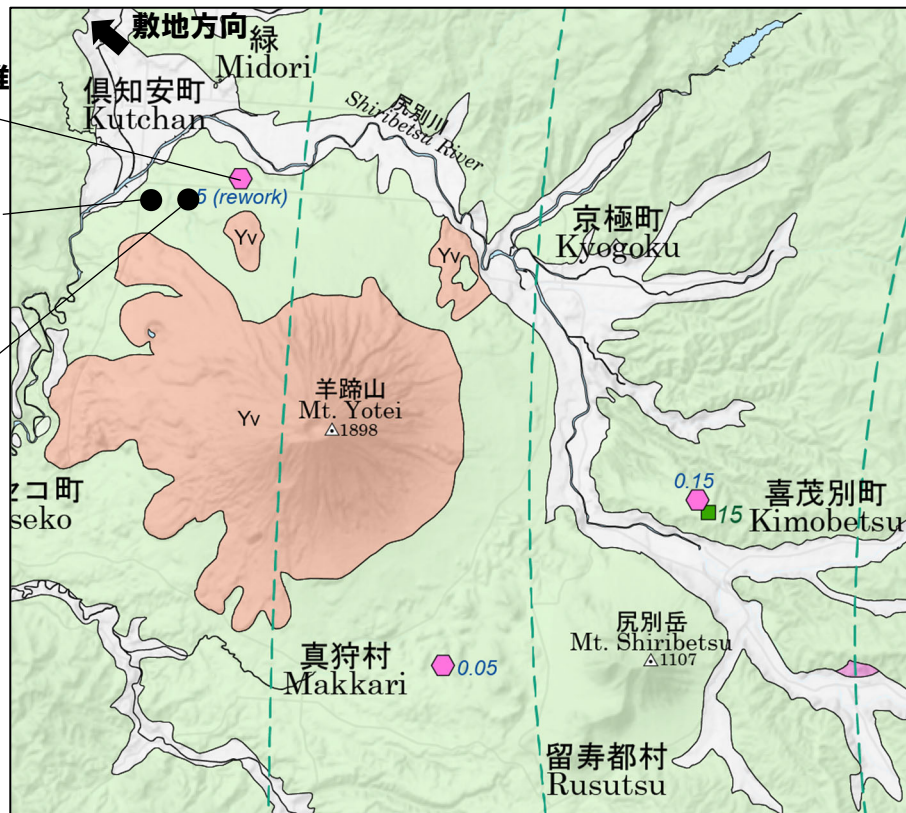 敷地方向
緑
Midori
倶知安町
Kutchan
尻別川
Shiribetsu River
5 (rework)
京極町
Kyogoku
Yv
Yv
羊蹄山
Mt. Yotei
1898
Yv
コ町
seko
0.15
15
喜茂別町
Kimobetsu
尻別岳
Mt. Shiribetsu
1107
真狩村
Makkari
0.05
留寿都村
Rusutsu